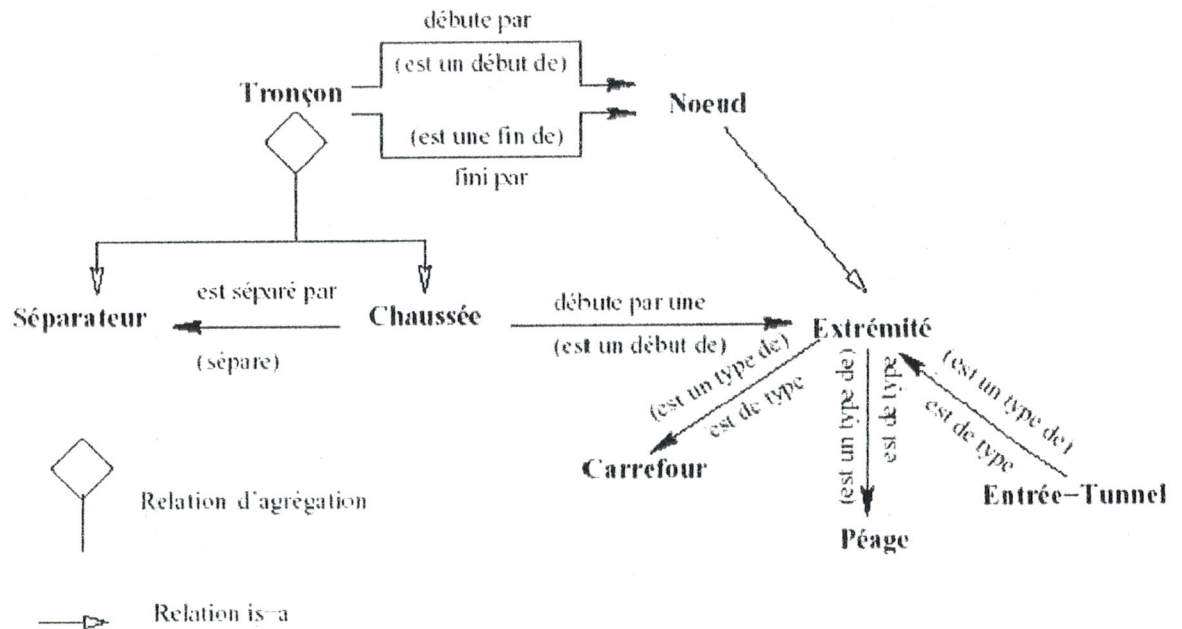 débute par
(est un début de)
Tronçon
Noeud
(est une fin de)
fini par
est séparé par
débute par une
Séparateur
Chaussée
Extrémité
(sépare)
(est un début de)
(est un type de)
est de type
(est un type de)
est de type
(est un type de)
est de type
Carrefour
Entrée-Tunnel
Relation d'agrégation
Péage
Relation is-a